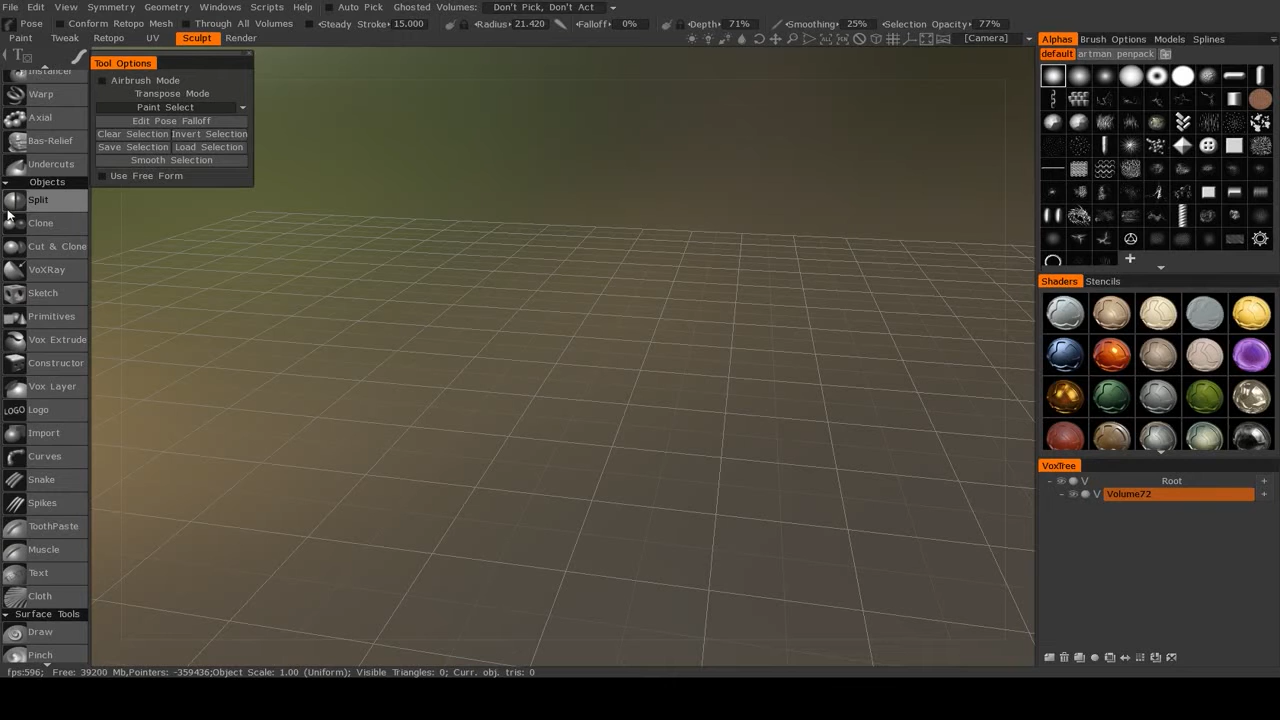 File Edit View Symmetry Geometry Windows Scripts Help Auto Pick Ghosted Volumes: Don't Pick, Don't Act
Pose Conform Retopo Mesh Through All Volumes Steady Stroke 15.000 Radius 21.420 Falloff 0% Depth 71% Smoothing 25% Selection Opacity 77%
Paint Tweak Retopo UV Sculpt Render [Camera]
Alphas Brush Options Models Splines
default artman penpack
Tool Options
Airbrush Mode
Transpose Mode
Paint Select
Edit Pose Falloff
Clear Selection Invert Selection
Save Selection Load Selection
Smooth Selection
Use Free Form
Instancer
Warp
Axial
Bas-Relief
Undercuts
Objects
Split
Clone
Cut & Clone
VoXRay
Sketch
Primitives
Vox Extrude
Constructor
Vox Layer
LOGO Logo
Import
Curves
Snake
Spikes
ToothPaste
Muscle
Text
Cloth
Surface Tools
Draw
Pinch
Shaders Stencils
VoxTree
V Root
V Volume72
fps:596; Free: 39200 Mb,Pointers: -359436;Object Scale: 1.00 (Uniform); Visible Triangles: 0; Curr. obj. tris: 0